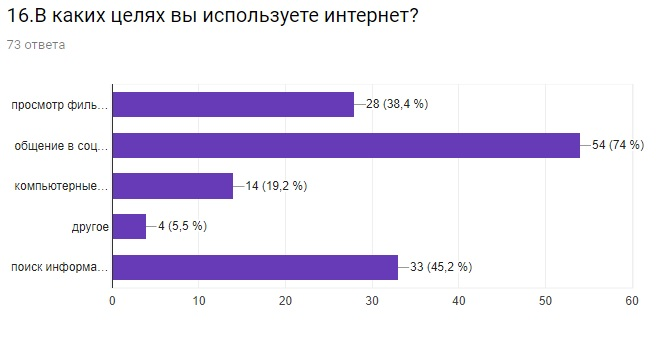 16.В каких целях вы используете интернет?
73 ответа
просмотр филь... 28 (38,4 %)
общение в соц... 54 (74 %)
компьютерные... 14 (19,2 %)
другое 4 (5,5 %)
поиск информа... 33 (45,2 %)
0 10 20 30 40 50 60